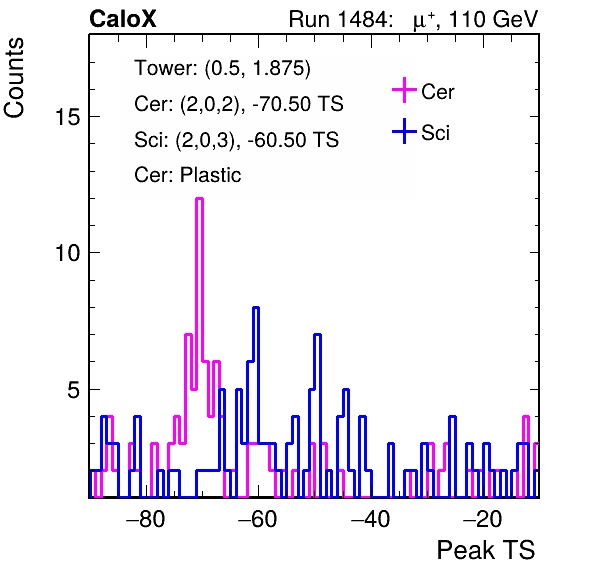 CaloX Run 1484: μ⁺, 110 GeV
Counts
Tower: (0.5, 1.875)
Cer: (2,0,2), -70.50 TS
Sci: (2,0,3), -60.50 TS
Cer: Plastic
Cer
Sci
15
10
5
−80 −60 −40 −20
Peak TS